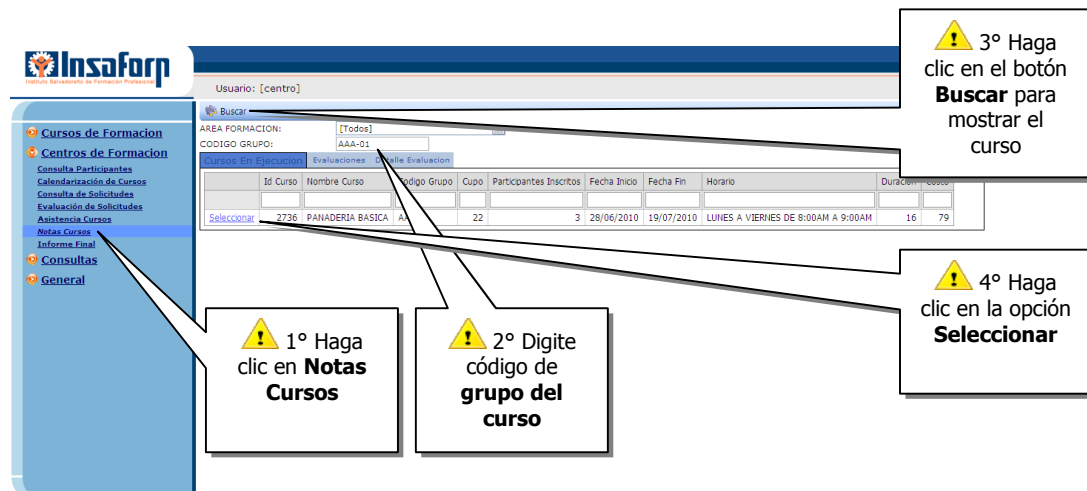 Insaforp
Instituto Salvadoreño de Formación Profesional
Usuario: [centro]
Buscar
AREA FORMACION: [Todos]
CODIGO GRUPO: AAA-01
Cursos En Ejecucion Evaluaciones Detalle Evaluacion
Id Curso Nombre Curso Codigo Grupo Cupo Participantes Inscritos Fecha Inicio Fecha Fin Horario Duracion Costo
Seleccionar 2736 PANADERIA BASICA 22 3 28/06/2010 19/07/2010 LUNES A VIERNES DE 8:00AM A 9:00AM 16 79
Cursos de Formacion
Centros de Formacion
Consulta Participantes
Calendarización de Cursos
Consulta de Solicitudes
Evaluación de Solicitudes
Asistencia Cursos
Notas Cursos
Informe Final
Consultas
General
1° Haga
clic en Notas
Cursos
2° Digite
código de
grupo del
curso
3° Haga
clic en el botón
Buscar para
mostrar el
curso
4° Haga
clic en la opción
Seleccionar